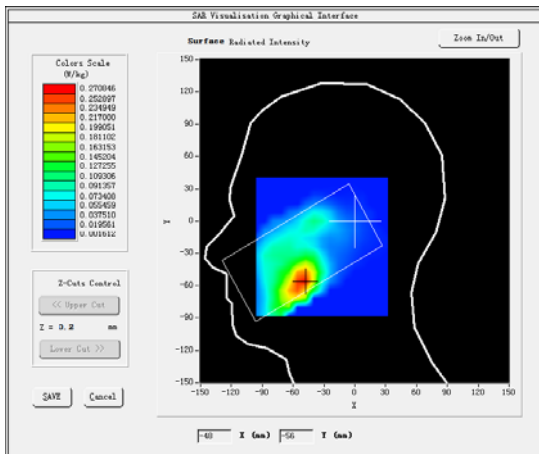 SAR Visualisation Graphical Interface
Surface Radiated Intensity
Zoom In/Out
Colors Scale
(W/kg)
0.270846
0.252897
0.234949
0.217000
0.199051
0.181102
0.163153
0.145204
0.127255
0.109306
0.091357
0.073408
0.055459
0.037510
0.019561
0.001612
Z-Cuts Control
<< Upper Cut
Z = 3.2 mm
Lower Cut >>
SAVE Cancel
150
120
90
60
30
0
-30
-60
-90
-120
-150
Y
-150 -120 -90 -60 -30 0 30 60 90 120 150
X
-48 X (mm) -56 Y (mm)